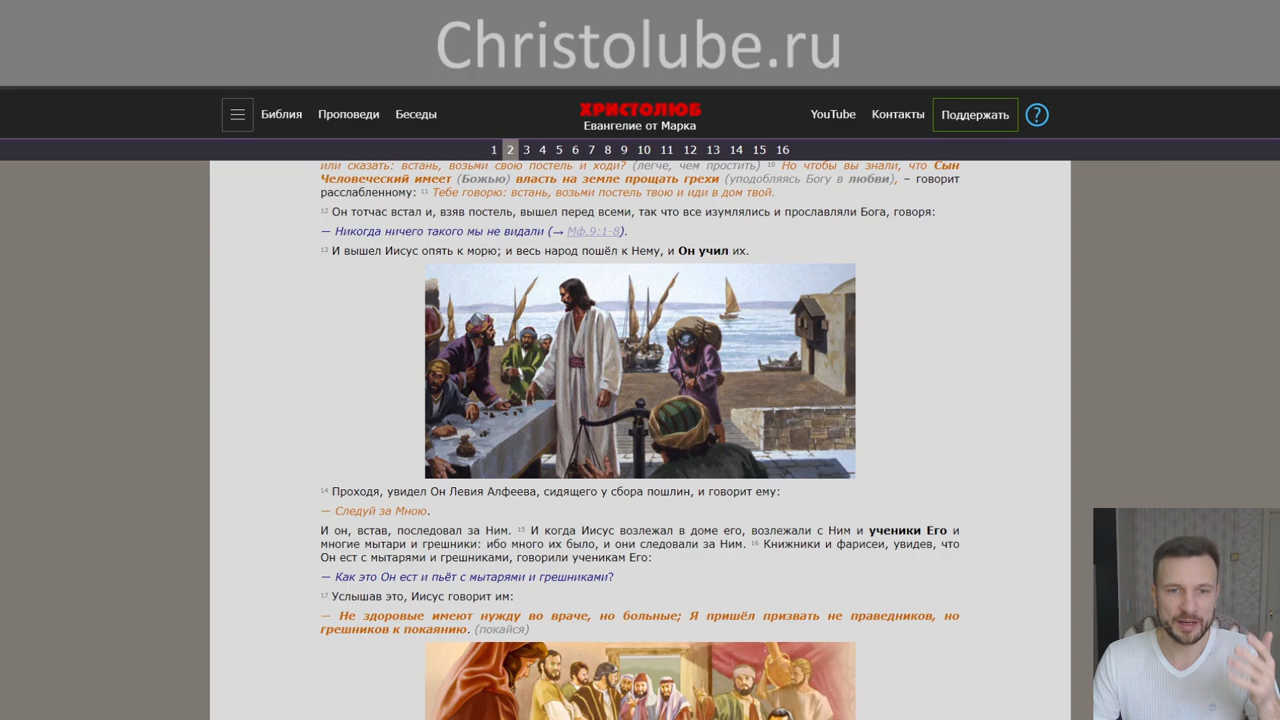 Christolube.ru
Библия Проповеди Беседы ХРИСТОЛЮБ YouTube Контакты Поддержать ?
Евангелие от Марка
1 2 3 4 5 6 7 8 9 10 11 12 13 14 15 16
или сказать: встань, возьми свою постель и ходи? (легче, чем простить) 10 Но чтобы вы знали, что Сын
Человеческий имеет (Божью) власть на земле прощать грехи (уподобляясь Богу в любви), – говорит
расслабленному: 11 Тебе говорю: встань, возьми постель твою и иди в дом твой.
12 Он тотчас встал и, взяв постель, вышел перед всеми, так что все изумлялись и прославляли Бога, говоря:
— Никогда ничего такого мы не видали (→ Мф.9:1-8).
13 И вышел Иисус опять к морю; и весь народ пошёл к Нему, и Он учил их.
14 Проходя, увидел Он Левия Алфеева, сидящего у сбора пошлин, и говорит ему:
— Следуй за Мною.
И он, встав, последовал за Ним. 15 И когда Иисус возлежал в доме его, возлежали с Ним и ученики Его и
многие мытари и грешники: ибо много их было, и они следовали за Ним. 16 Книжники и фарисеи, увидев, что
Он ест с мытарями и грешниками, говорили ученикам Его:
— Как это Он ест и пьёт с мытарями и грешниками?
17 Услышав это, Иисус говорит им:
— Не здоровые имеют нужду во враче, но больные; Я пришёл призвать не праведников, но
грешников к покаянию. (покайся)